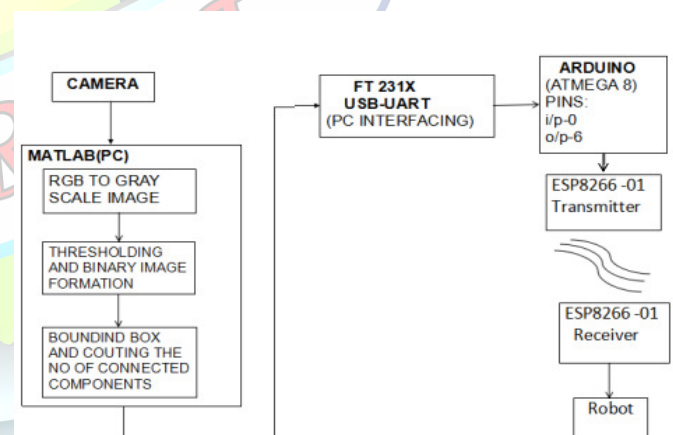 CAMERA
MATLAB(PC)
RGB TO GRAY
SCALE IMAGE
THRESHOLDING
AND BINARY IMAGE
FORMATION
BOUNDIND BOX
AND COUTING THE
NO OF CONNECTED
COMPONENTS
FT 231X
USB-UART
(PC INTERFACING)
ARDUINO
(ATMEGA 8)
PINS:
i/p-0
o/p-6
ESP8266 -01
Transmitter
ESP8266 -01
Receiver
Robot